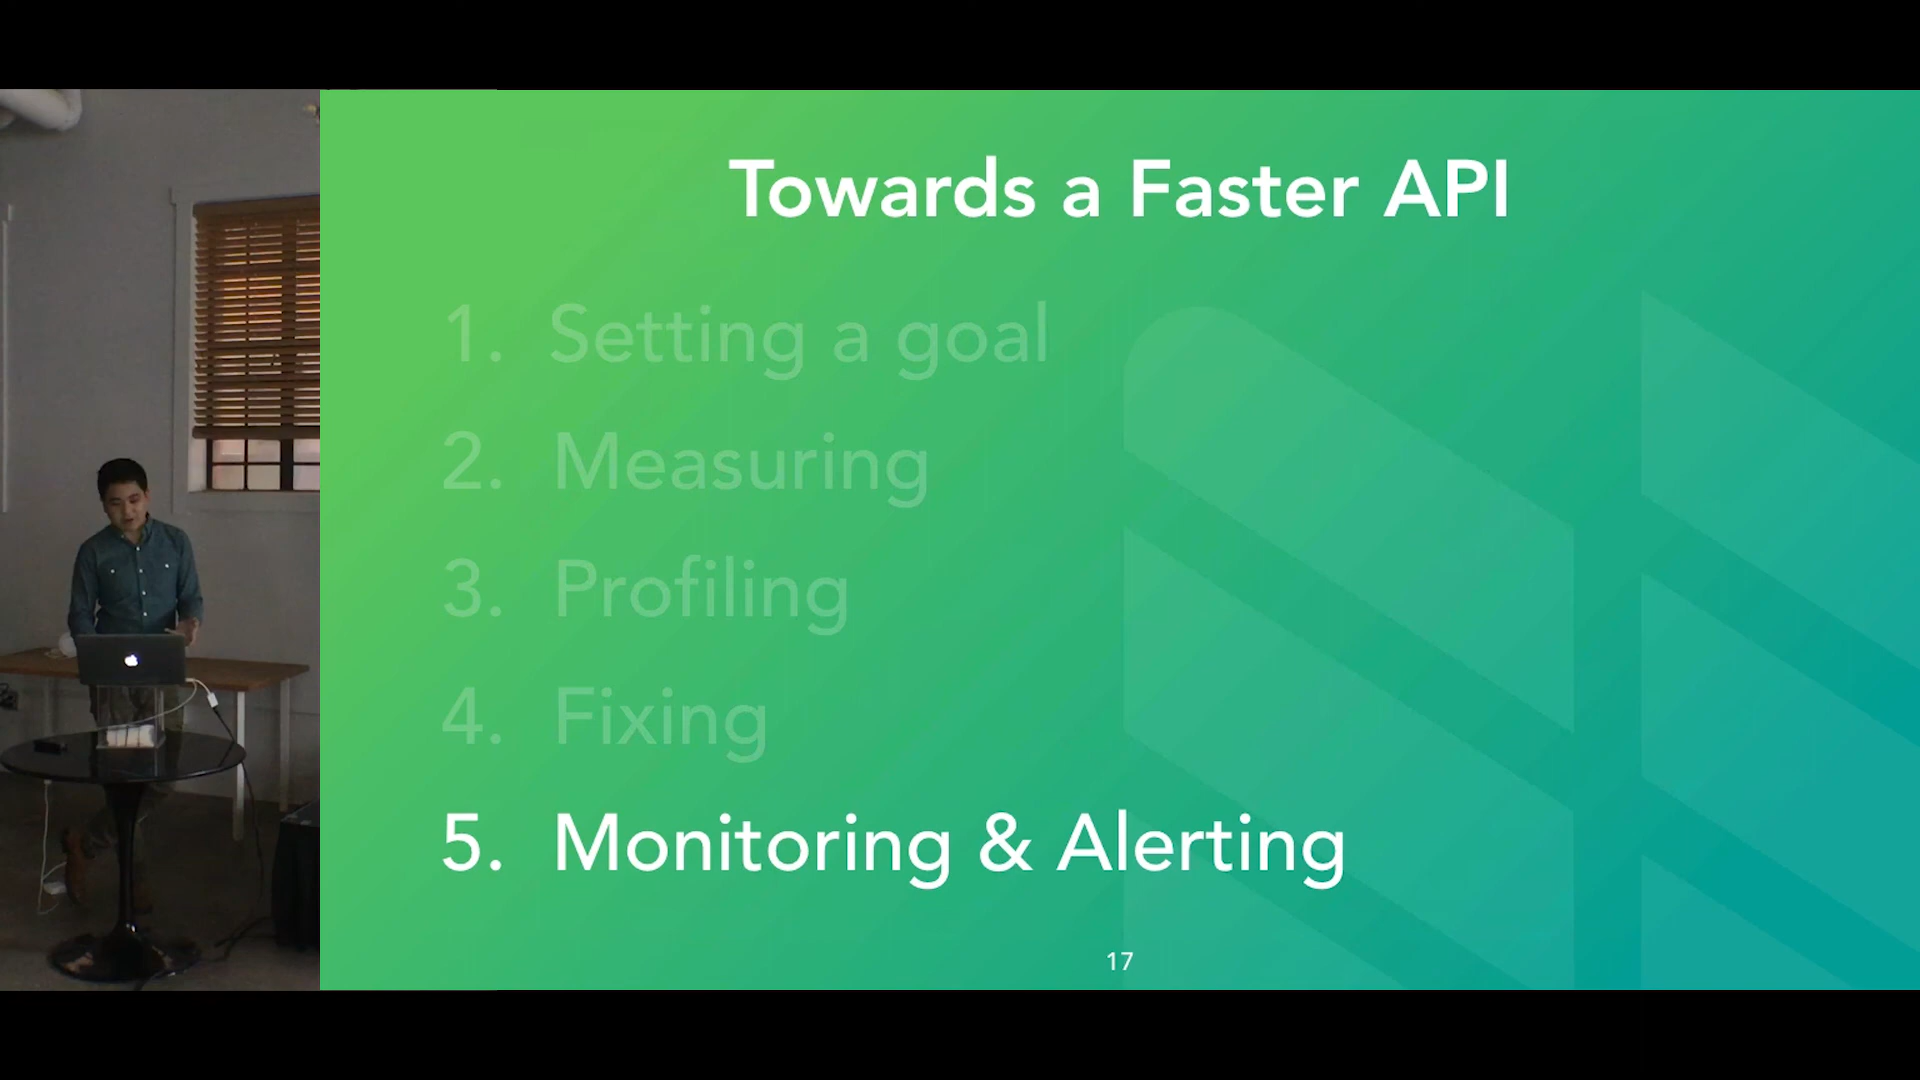 Towards a Faster API
1. Setting a goal
2. Measuring
3. Profiling
4. Fixing
5. Monitoring & Alerting
17